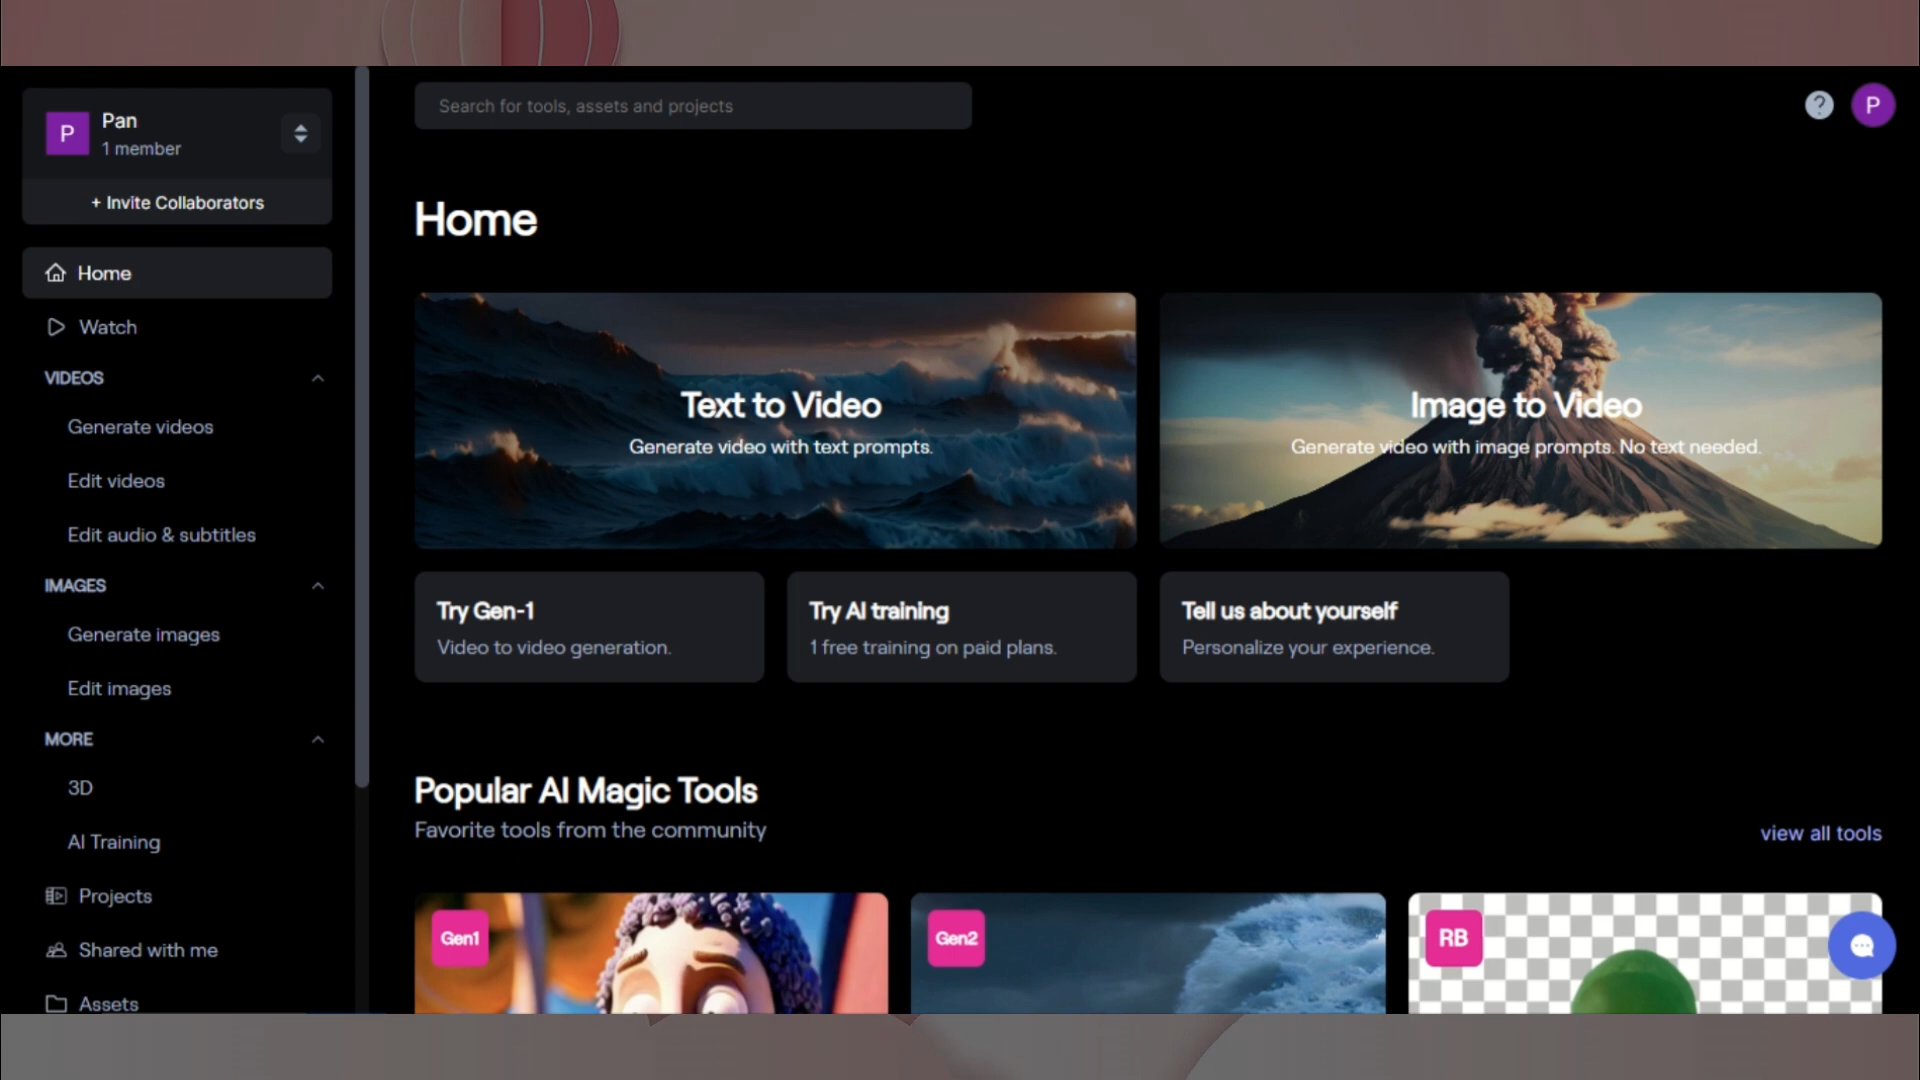 P
Pan
1 member
+ Invite Collaborators
Home
Watch
VIDEOS
Generate videos
Edit videos
Edit audio & subtitles
IMAGES
Generate images
Edit images
MORE
3D
AI Training
Projects
Shared with me
Assets
Search for tools, assets and projects
?
P
Home
Text to Video
Generate video with text prompts.
Image to Video
Generate video with image prompts. No text needed.
Try Gen-1
Video to video generation.
Try AI training
1 free training on paid plans.
Tell us about yourself
Personalize your experience.
Popular AI Magic Tools
Favorite tools from the community
view all tools
Gen1
Gen2
RB